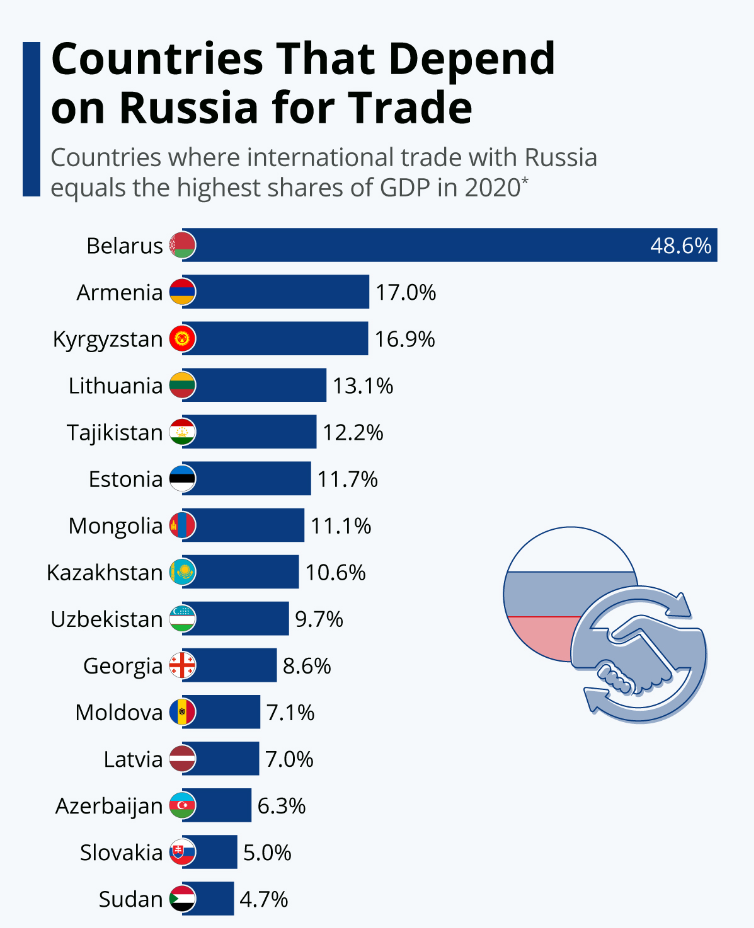 Countries That Depend
on Russia for Trade
Countries where international trade with Russia
equals the highest shares of GDP in 2020*
Belarus 48.6%
Armenia 17.0%
Kyrgyzstan 16.9%
Lithuania 13.1%
Tajikistan 12.2%
Estonia 11.7%
Mongolia 11.1%
Kazakhstan 10.6%
Uzbekistan 9.7%
Georgia 8.6%
Moldova 7.1%
Latvia 7.0%
Azerbaijan 6.3%
Slovakia 5.0%
Sudan 4.7%